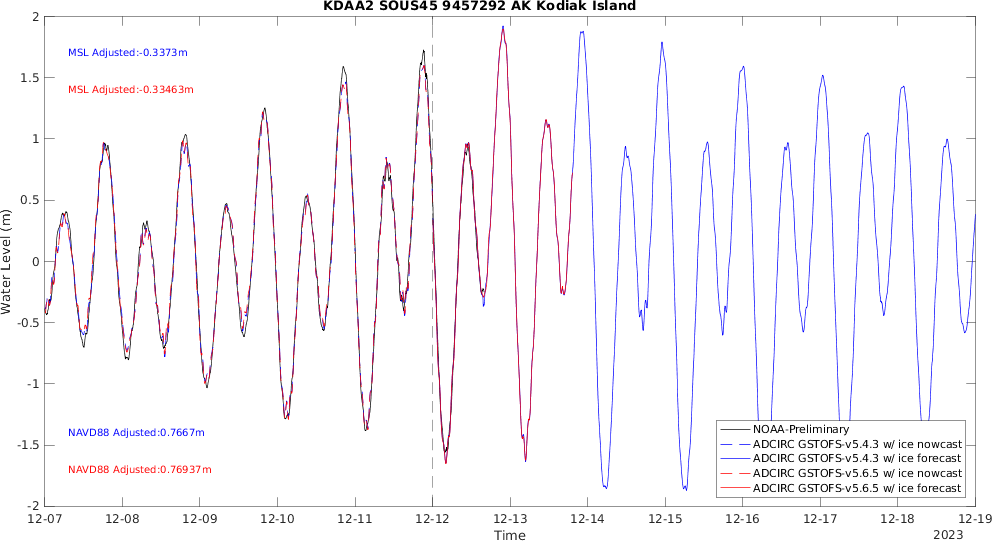 KDAA2 SOUS45 9457292 AK Kodiak Island
2
1.5
1
0.5
0
-0.5
-1
-1.5
-2
Water Level (m)
MSL Adjusted:-0.3373m
MSL Adjusted:-0.33463m
NAVD88 Adjusted:0.7667m
NAVD88 Adjusted:0.76937m
NOAA-Preliminary
ADCIRC GSTOFS-v5.4.3 w/ ice nowcast
ADCIRC GSTOFS-v5.4.3 w/ ice forecast
ADCIRC GSTOFS-v5.6.5 w/ ice nowcast
ADCIRC GSTOFS-v5.6.5 w/ ice forecast
12-07 12-08 12-09 12-10 12-11 12-12 12-13 12-14 12-15 12-16 12-17 12-18 12-19
Time
2023